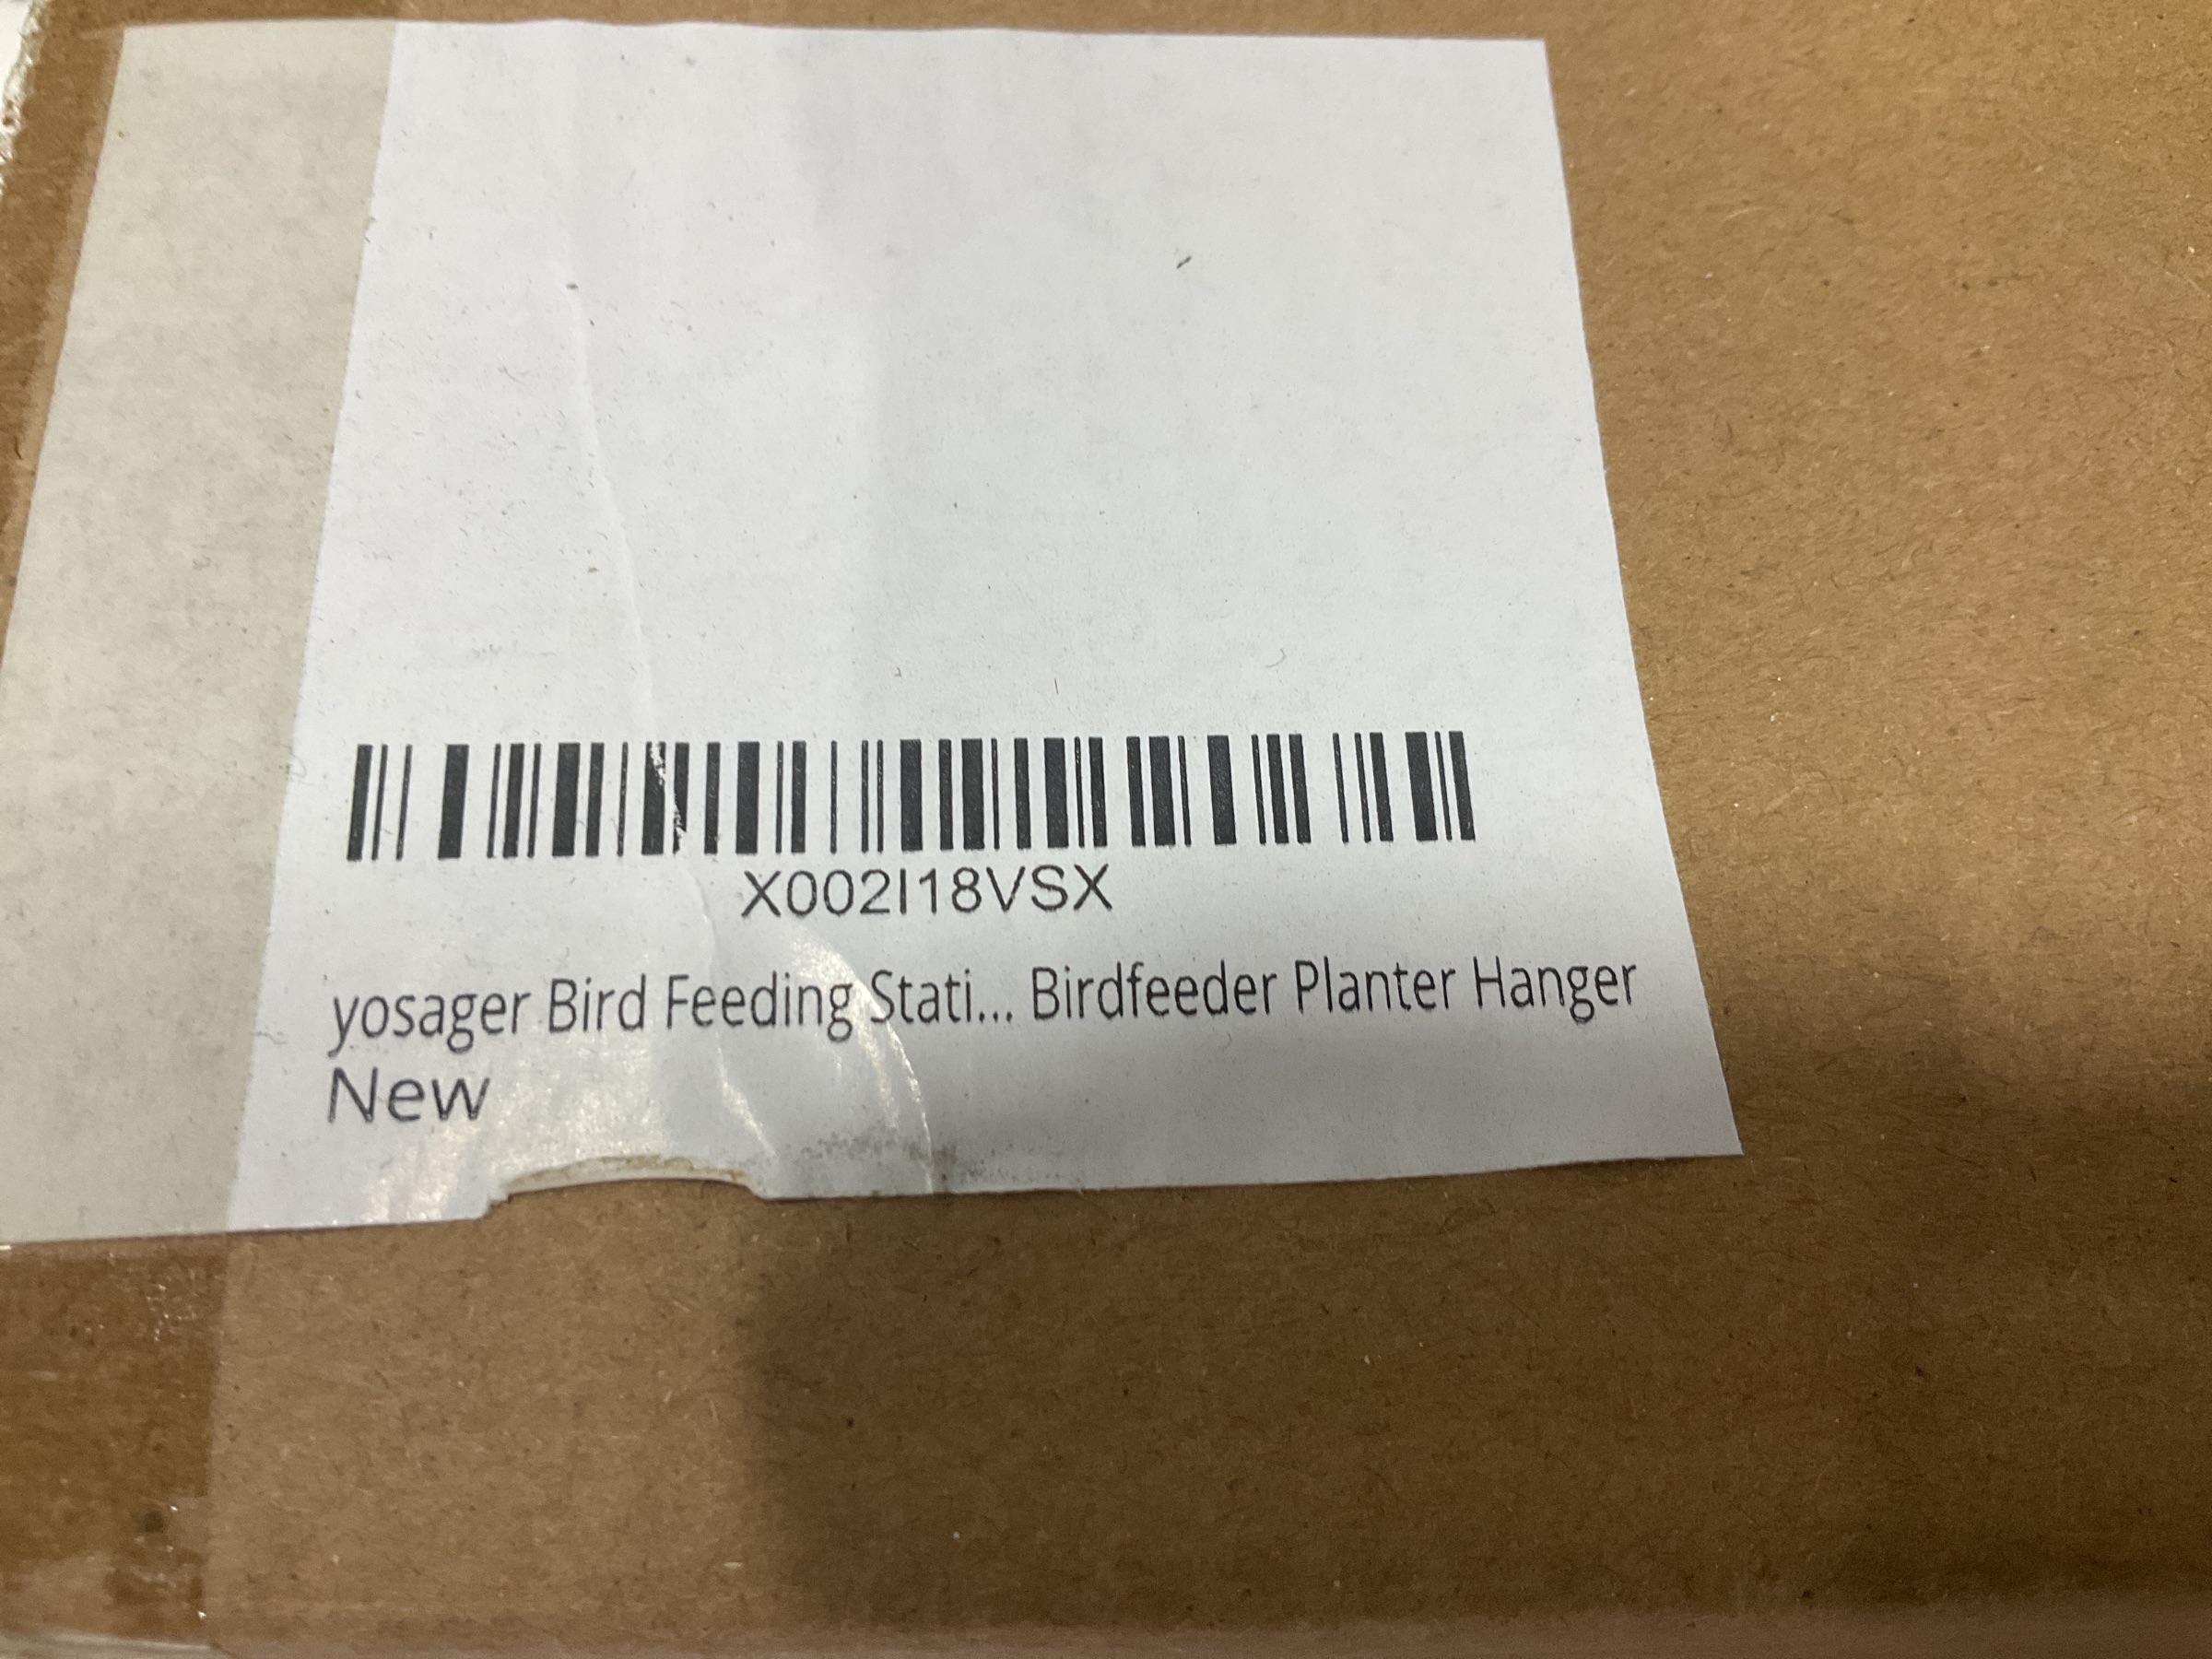 X002I18VSX
yosager Bird Feeding Stati... Birdfeeder Planter Hanger
New